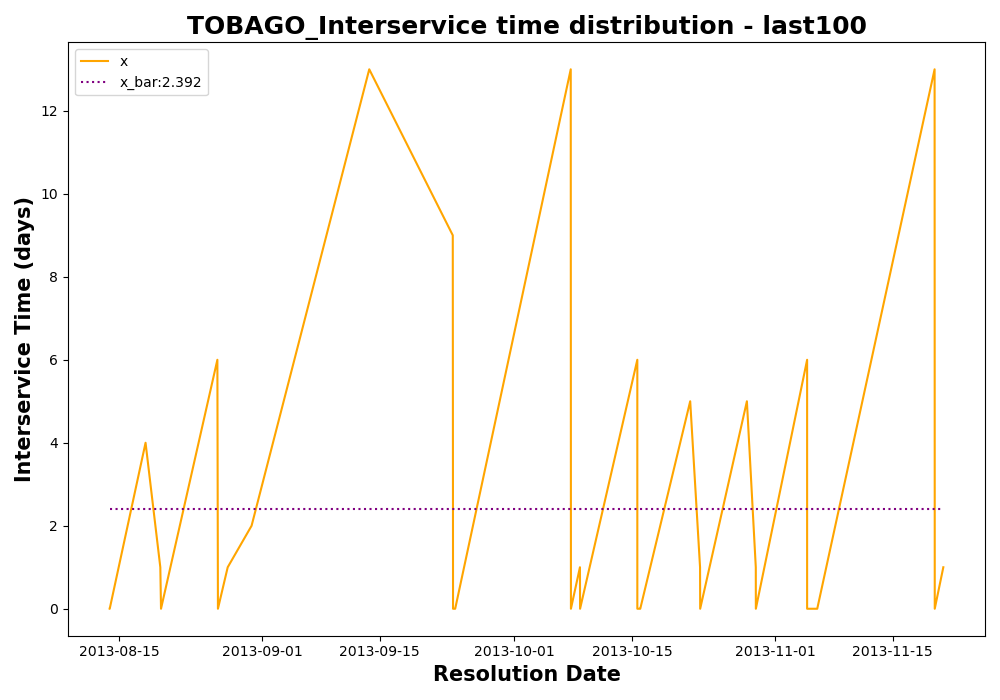 TOBAGO_Interservice time distribution - last100
x
x_bar:2.392
Interservice Time (days)
12
10
8
6
4
2
0
2013-08-15
2013-09-01
2013-09-15
2013-10-01
2013-10-15
2013-11-01
2013-11-15
Resolution Date